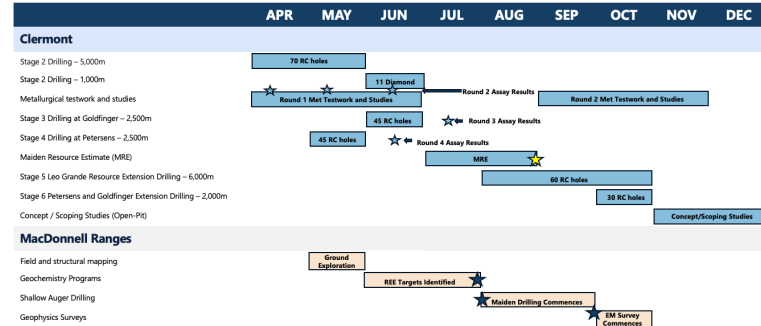 APR MAY JUN JUL AUG SEP OCT NOV DEC
Clermont
Stage 2 Drilling – 5,000m
70 RC holes
Stage 2 Drilling – 1,000m
11 Diamond
Round 2 Assay Results
Metallurgical testwork and studies
Round 1 Met Testwork and Studies
Round 2 Met Testwork and Studies
Stage 3 Drilling at Goldfinger – 2,500m
45 RC holes
Round 3 Assay Results
Stage 4 Drilling at Petersens – 2,500m
45 RC holes
Round 4 Assay Results
Maiden Resource Estimate (MRE)
MRE
Stage 5 Leo Grande Resource Extension Drilling – 6,000m
60 RC holes
Stage 6 Petersens and Goldfinger Extension Drilling – 2,000m
30 RC holes
Concept / Scoping Studies (Open-Pit)
Concept/Scoping Studies
MacDonnell Ranges
Field and structural mapping
Ground
Exploration
Geochemistry Programs
REE Targets Identified
Shallow Auger Drilling
Maiden Drilling Commences
Geophysics Surveys
EM Survey
Commences